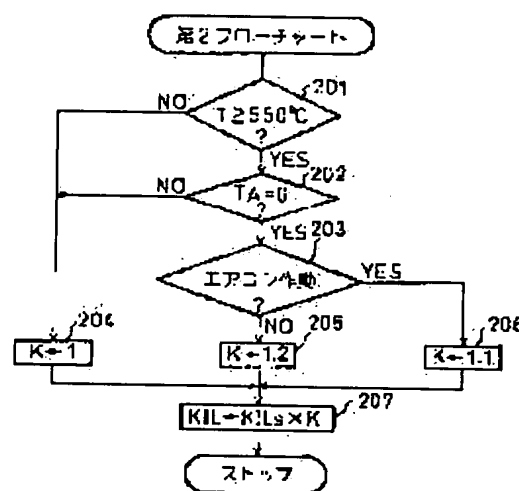 第2フローチャート
201
T≧550℃
?
NO
YES
202
TA=0
?
NO
YES
203
エアコン作動
?
YES
NO
204
K←1
205
K←1.2
206
K←1.1
207
KIL←KILs×K
ストップ